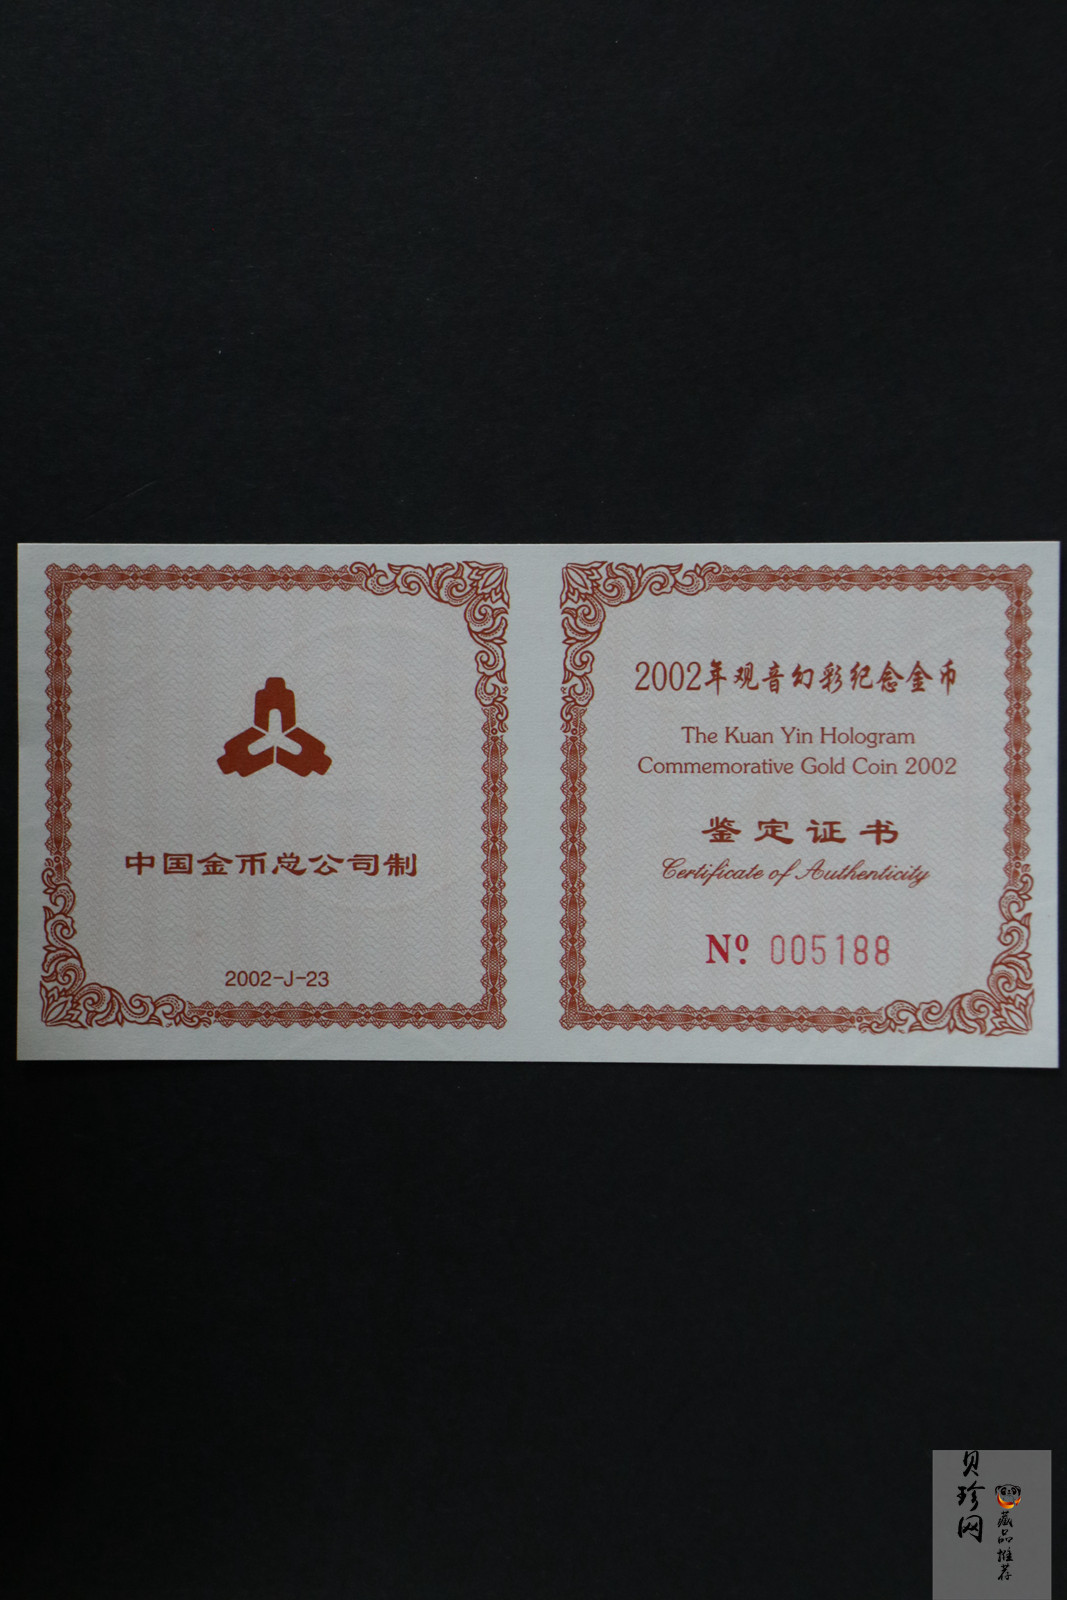 中国金币总公司制
2002-J-23
2002年观音幻彩纪念金币
The Kuan Yin Hologram
Commemorative Gold Coin 2002
鉴定证书
Certificate of Authenticity
Nº 005188
贝珍网
藏品推荐